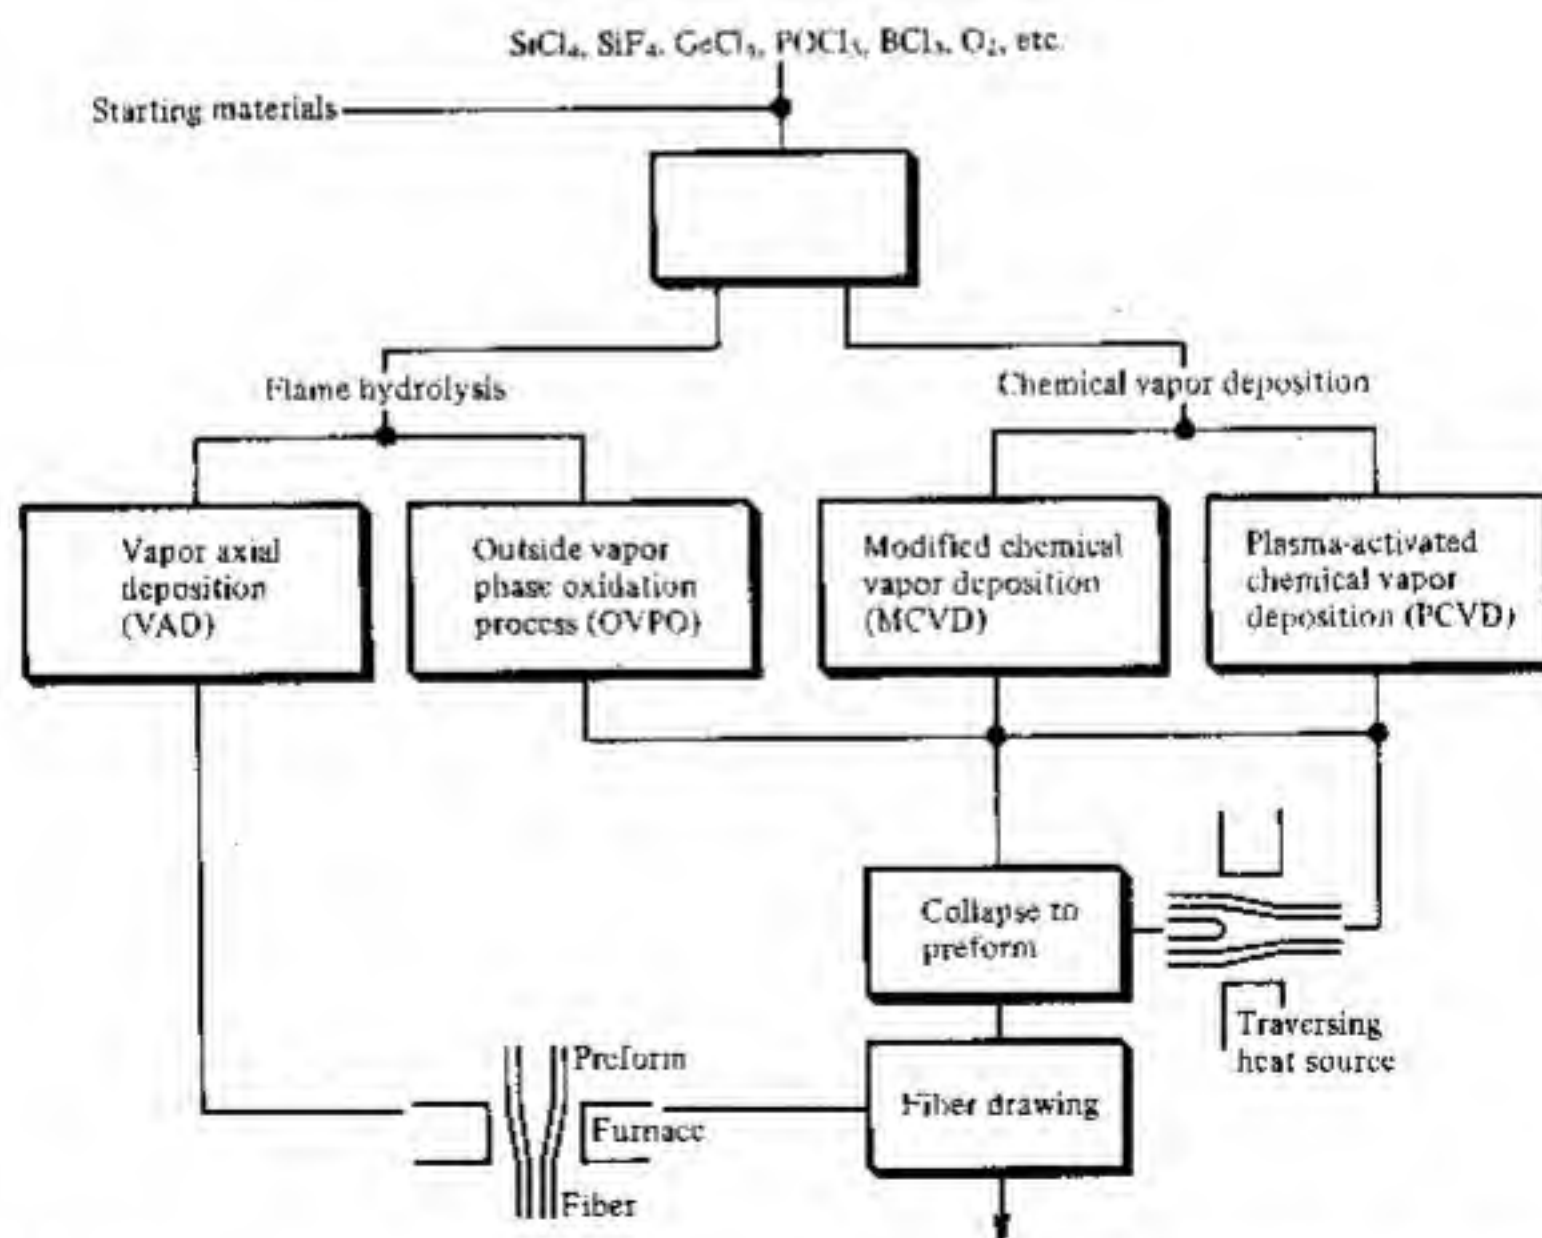 SiCl₄, SiF₄, GeCl₄, POCl₃, BCl₃, O₂, etc.
Starting materials
Flame hydrolysis
Chemical vapor deposition
Vapor axial
deposition
(VAD)
Outside vapor
phase oxidation
process (OVPO)
Modified chemical
vapor deposition
(MCVD)
Plasma-activated
chemical vapor
deposition (PCVD)
Collapse to
preform
Traversing
heat source
Preform
Furnace
Fiber drawing
Fiber